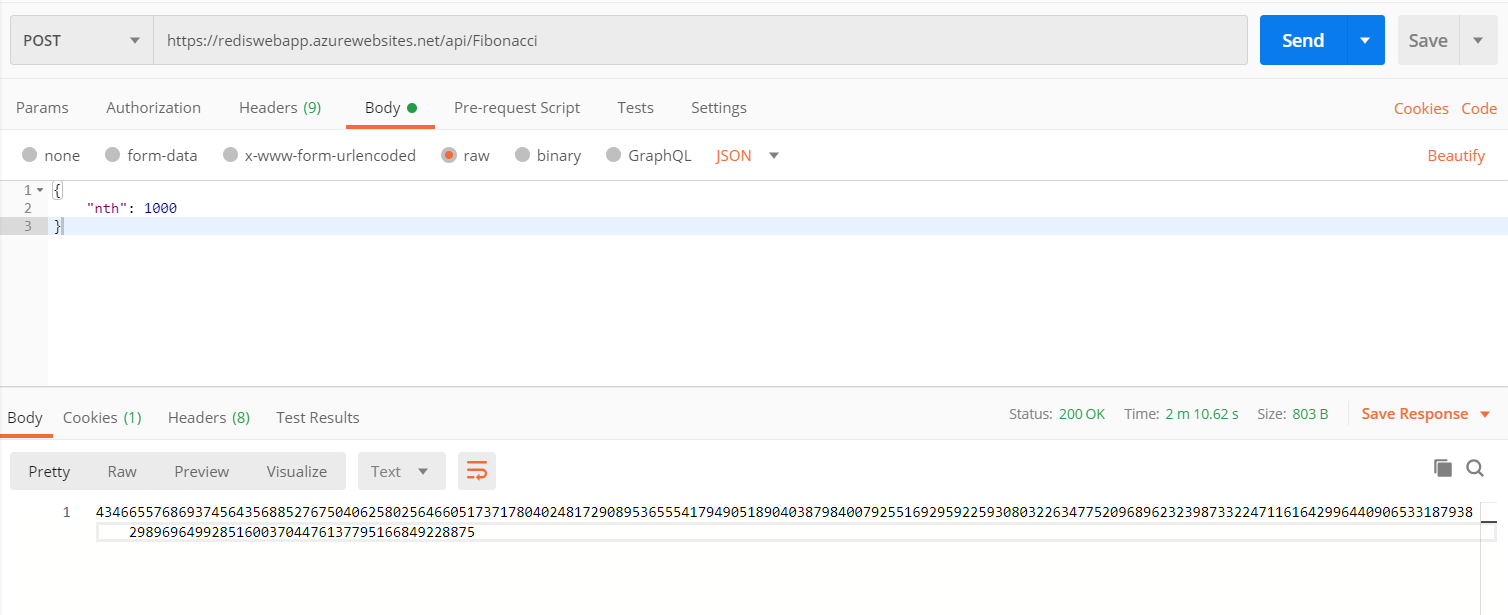 POST https://rediswebapp.azurewebsites.net/api/Fibonacci Send Save
Params Authorization Headers (9) Body Pre-request Script Tests Settings Cookies Code
none form-data x-www-form-urlencoded raw binary GraphQL JSON Beautify
1 {
2 "nth": 1000
3 }
Body Cookies (1) Headers (8) Test Results Status: 200 OK Time: 2 m 10.62 s Size: 803 B Save Response
Pretty Raw Preview Visualize Text
1 43466557686937456435688527675040625802564660517371780402481729089536555417949051890403879840079255169295922593080322634775209689623239873322471161642996440906533187938
298969649928516003704476137795166849228875